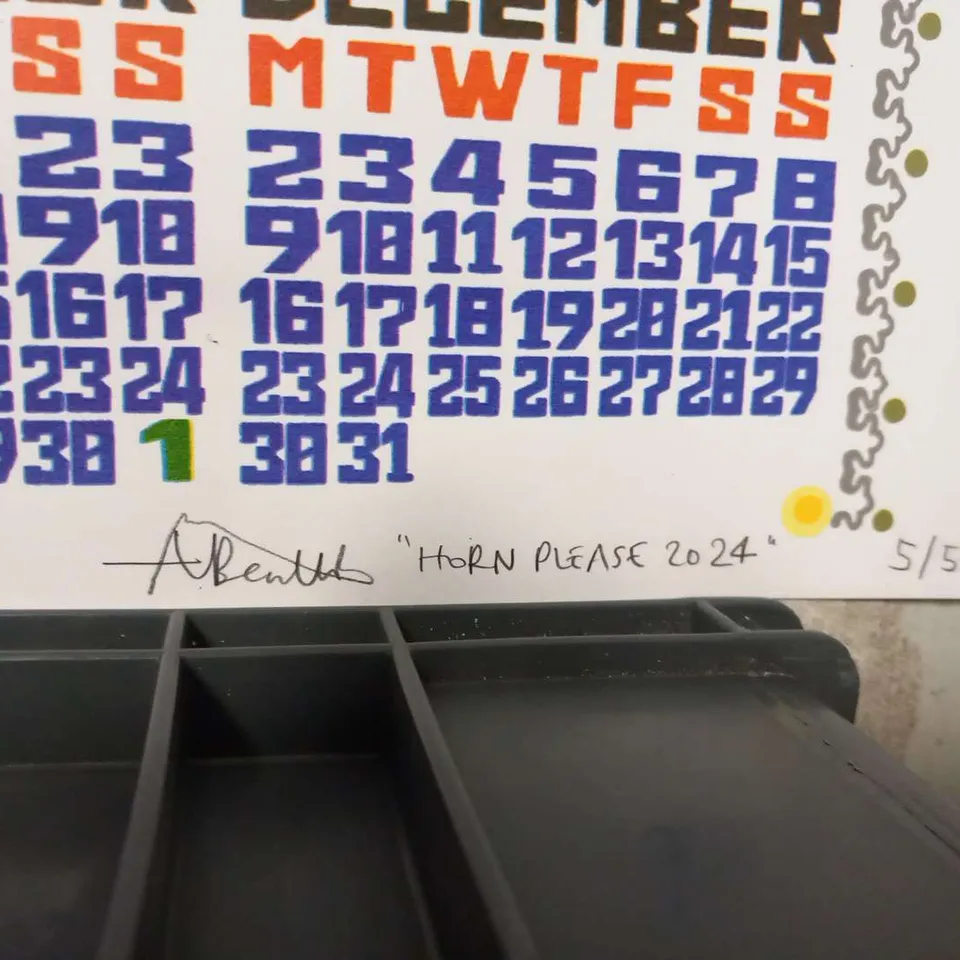 DECEMBER
S S M T W T F S S
2 3 2 3 4 5 6 7 8
9 10 9 10 11 12 13 14 15
16 17 16 17 18 19 20 21 22
23 24 23 24 25 26 27 28 29
30 1 30 31
"HORN PLEASE 2024" 5/5